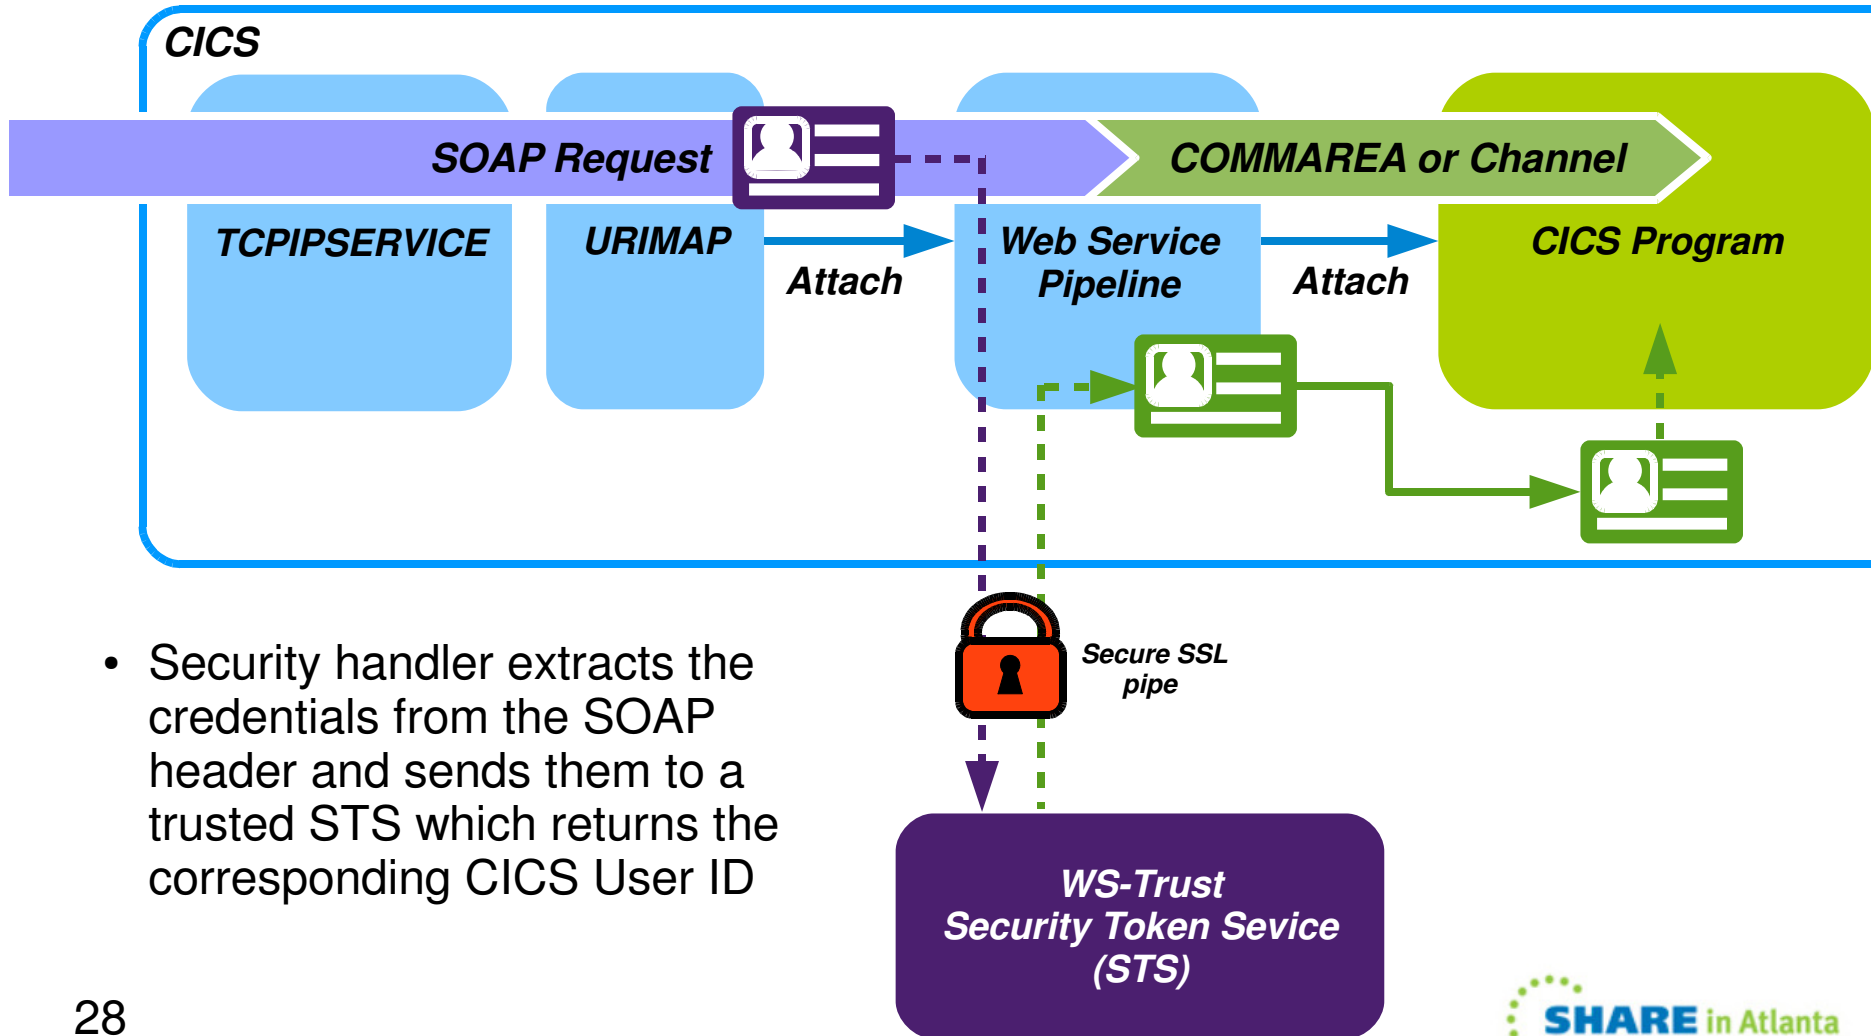 CICS
SOAP Request
COMMAREA or Channel
TCPIPSERVICE
URIMAP
Attach
Web Service
Pipeline
Attach
CICS Program
Secure SSL
pipe
• Security handler extracts the
credentials from the SOAP
header and sends them to a
trusted STS which returns the
corresponding CICS User ID
WS-Trust
Security Token Sevice
(STS)
28
SHARE in Atlanta